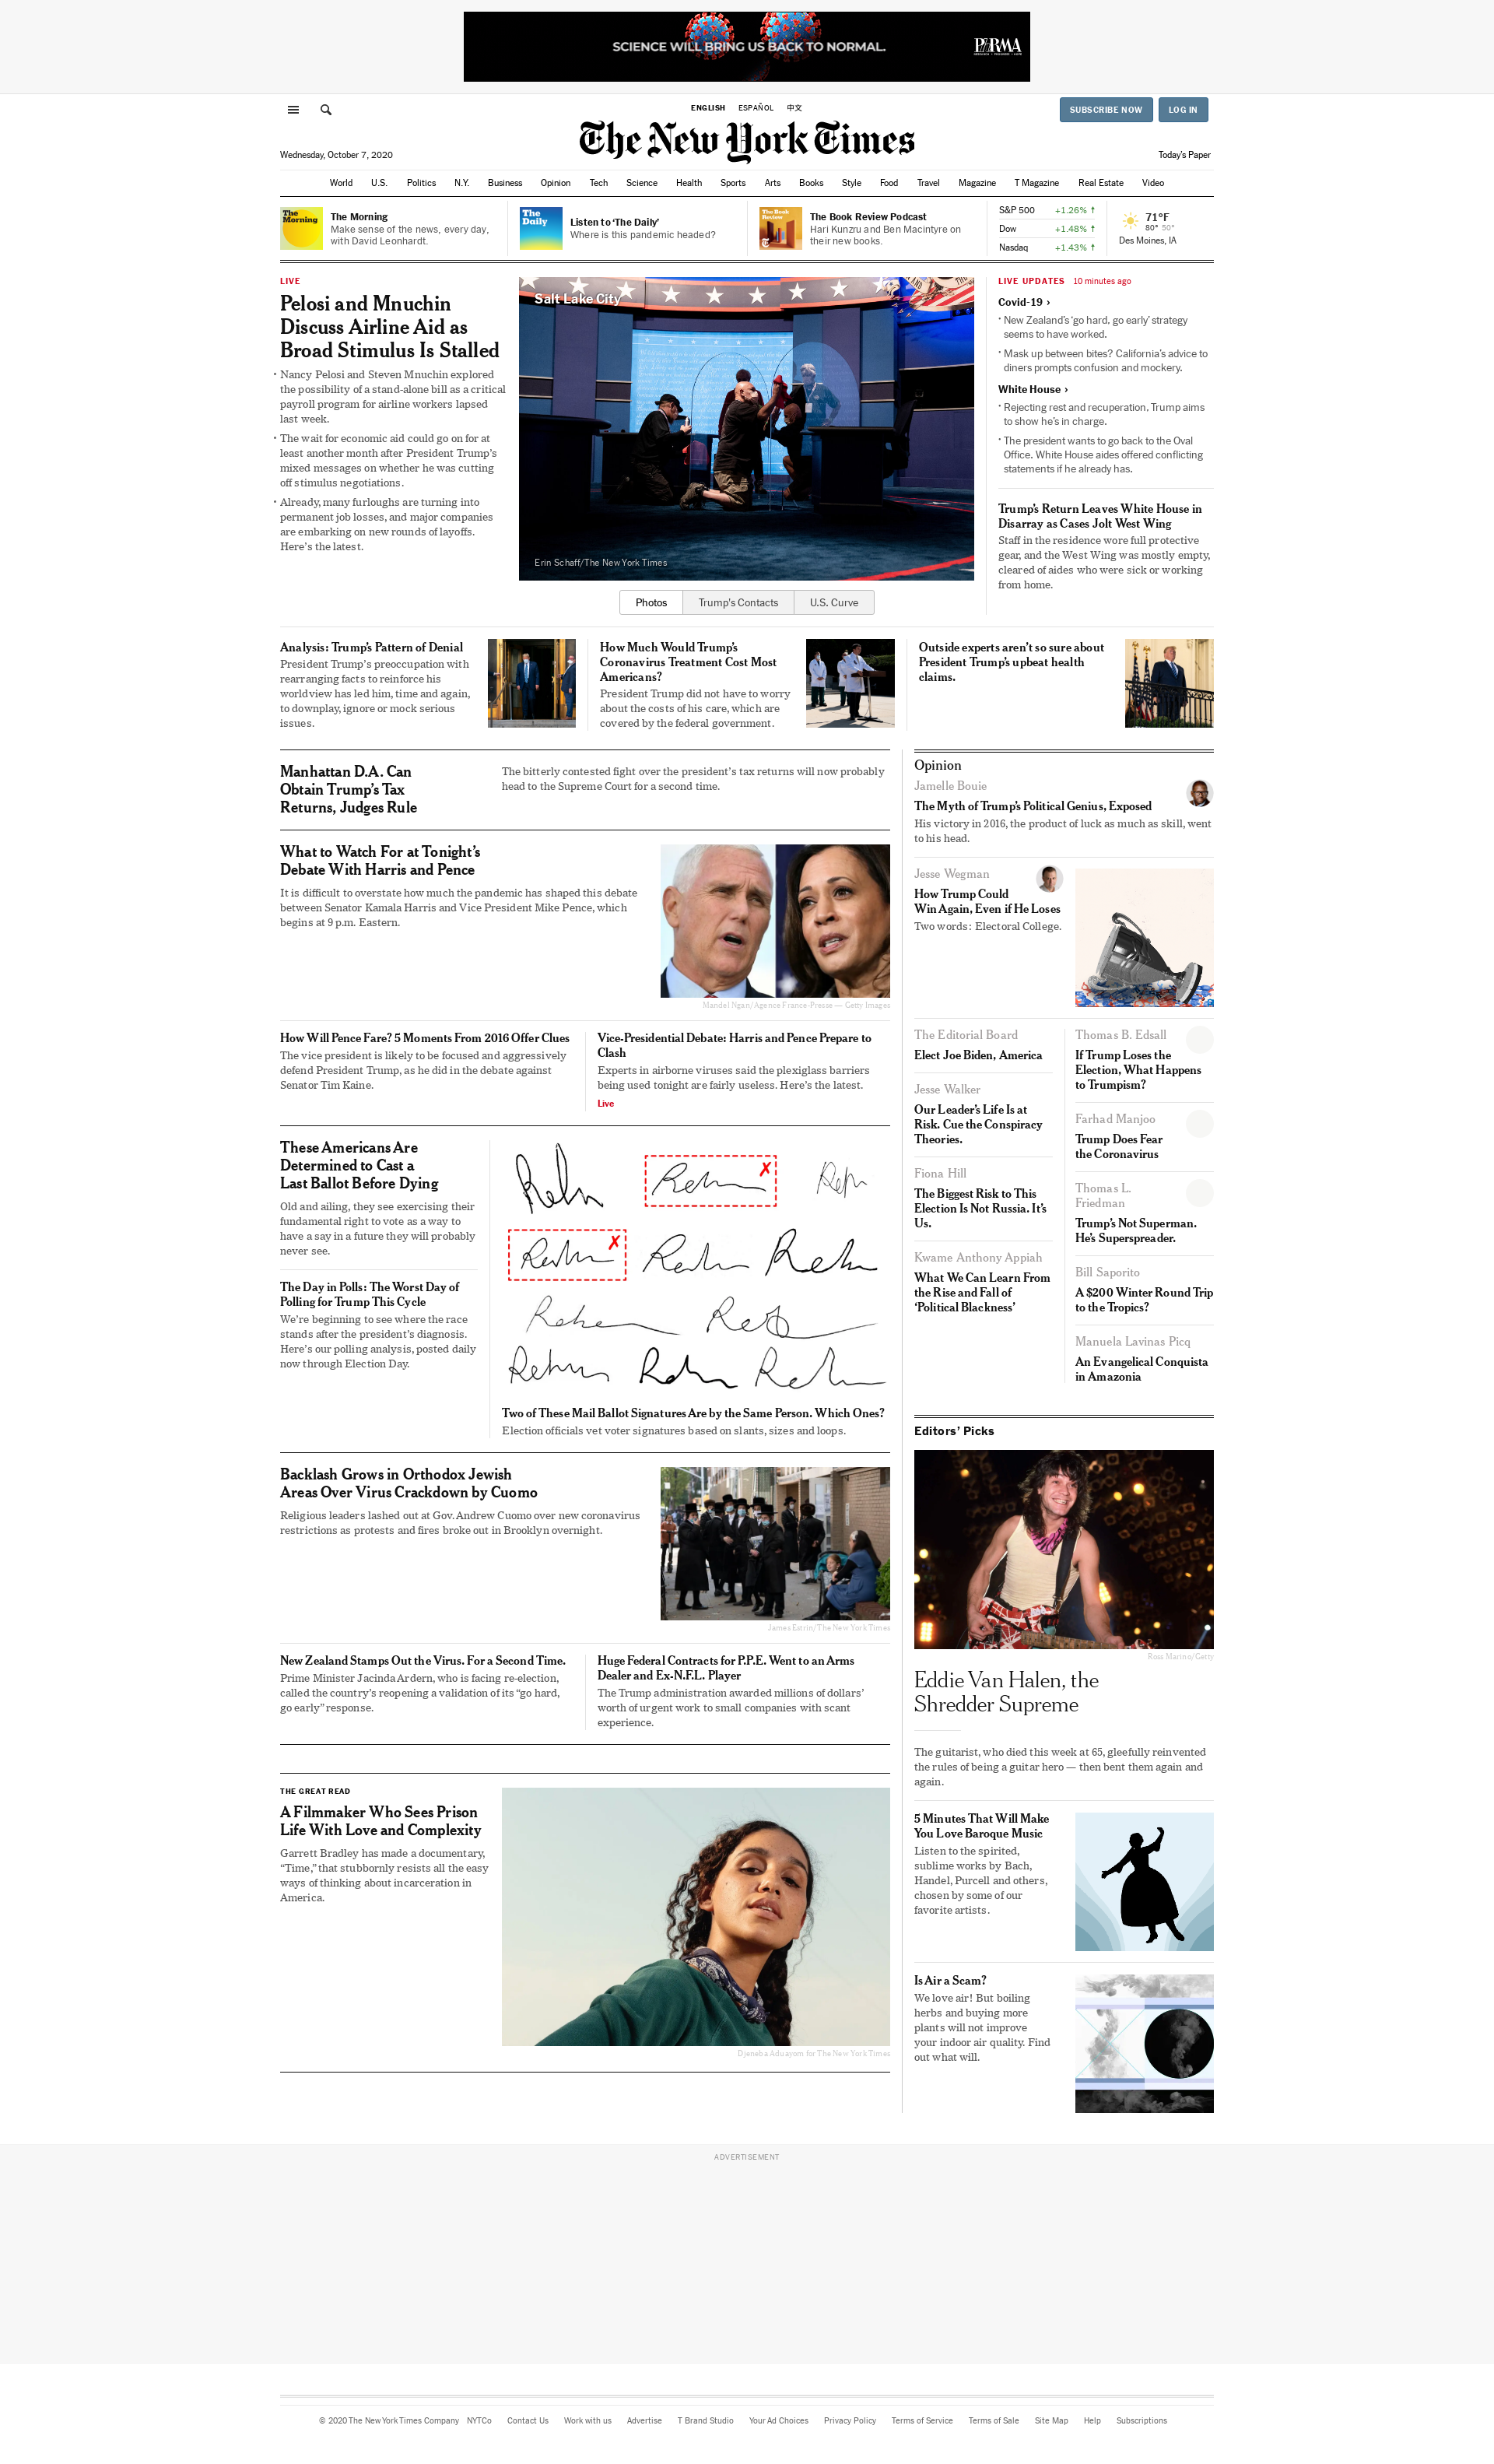 SCIENCE WILL BRING US BACK TO NORMAL.
PhRMA
ENGLISH ESPAÑOL 中文
SUBSCRIBE NOW LOG IN
The New York Times
Wednesday, October 7, 2020
Today's Paper
World U.S. Politics N.Y. Business Opinion Tech Science Health Sports Arts Books Style Food Travel Magazine T Magazine Real Estate Video
The Morning
The Morning
Make sense of the news, every day,
with David Leonhardt.
The Daily
Listen to ‘The Daily’
Where is this pandemic headed?
The Book Review
The Book Review Podcast
Hari Kunzru and Ben Macintyre on
their new books.
S&P 500 +1.26% ↑
Dow +1.48% ↑
Nasdaq +1.43% ↑
71°F
80° 50°
Des Moines, IA
LIVE
Pelosi and Mnuchin
Discuss Airline Aid as
Broad Stimulus Is Stalled
• Nancy Pelosi and Steven Mnuchin explored
the possibility of a stand-alone bill as a critical
payroll program for airline workers lapsed
last week.
• The wait for economic aid could go on for at
least another month after President Trump’s
mixed messages on whether he was cutting
off stimulus negotiations.
• Already, many furloughs are turning into
permanent job losses, and major companies
are embarking on new rounds of layoffs.
Here’s the latest.
Salt Lake City
Erin Schaff/The New York Times
Photos Trump’s Contacts U.S. Curve
LIVE UPDATES 10 minutes ago
Covid-19 ›
• New Zealand’s ‘go hard, go early’ strategy
seems to have worked.
• Mask up between bites? California’s advice to
diners prompts confusion and mockery.
White House ›
• Rejecting rest and recuperation, Trump aims
to show he’s in charge.
• The president wants to go back to the Oval
Office. White House aides offered conflicting
statements if he already has.
Trump’s Return Leaves White House in
Disarray as Cases Jolt West Wing
Staff in the residence wore full protective
gear, and the West Wing was mostly empty,
cleared of aides who were sick or working
from home.
Analysis: Trump’s Pattern of Denial
President Trump’s preoccupation with
rearranging facts to reinforce his
worldview has led him, time and again,
to downplay, ignore or mock serious
issues.
How Much Would Trump’s
Coronavirus Treatment Cost Most
Americans?
President Trump did not have to worry
about the costs of his care, which are
covered by the federal government.
Outside experts aren’t so sure about
President Trump’s upbeat health
claims.
Manhattan D.A. Can
Obtain Trump’s Tax
Returns, Judges Rule
The bitterly contested fight over the president’s tax returns will now probably
head to the Supreme Court for a second time.
What to Watch For at Tonight’s
Debate With Harris and Pence
It is difficult to overstate how much the pandemic has shaped this debate
between Senator Kamala Harris and Vice President Mike Pence, which
begins at 9 p.m. Eastern.
Mandel Ngan/Agence France-Presse — Getty Images
How Will Pence Fare? 5 Moments From 2016 Offer Clues
The vice president is likely to be focused and aggressively
defend President Trump, as he did in the debate against
Senator Tim Kaine.
Vice-Presidential Debate: Harris and Pence Prepare to
Clash
Experts in airborne viruses said the plexiglass barriers
being used tonight are fairly useless. Here’s the latest.
Live
These Americans Are
Determined to Cast a
Last Ballot Before Dying
Old and ailing, they see exercising their
fundamental right to vote as a way to
have a say in a future they will probably
never see.
The Day in Polls: The Worst Day of
Polling for Trump This Cycle
We’re beginning to see where the race
stands after the president’s diagnosis.
Here’s our polling analysis, posted daily
now through Election Day.
Two of These Mail Ballot Signatures Are by the Same Person. Which Ones?
Election officials vet voter signatures based on slants, sizes and loops.
Backlash Grows in Orthodox Jewish
Areas Over Virus Crackdown by Cuomo
Religious leaders lashed out at Gov. Andrew Cuomo over new coronavirus
restrictions as protests and fires broke out in Brooklyn overnight.
James Estrin/The New York Times
New Zealand Stamps Out the Virus. For a Second Time.
Prime Minister Jacinda Ardern, who is facing re-election,
called the country’s reopening a validation of its “go hard,
go early” response.
Huge Federal Contracts for P.P.E. Went to an Arms
Dealer and Ex-N.F.L. Player
The Trump administration awarded millions of dollars’
worth of urgent work to small companies with scant
experience.
THE GREAT READ
A Filmmaker Who Sees Prison
Life With Love and Complexity
Garrett Bradley has made a documentary,
“Time,” that stubbornly resists all the easy
ways of thinking about incarceration in
America.
Djeneba Aduayom for The New York Times
Opinion
Jamelle Bouie
The Myth of Trump’s Political Genius, Exposed
His victory in 2016, the product of luck as much as skill, went
to his head.
Jesse Wegman
How Trump Could
Win Again, Even if He Loses
Two words: Electoral College.
The Editorial Board
Elect Joe Biden, America
Jesse Walker
Our Leader’s Life Is at
Risk. Cue the Conspiracy
Theories.
Fiona Hill
The Biggest Risk to This
Election Is Not Russia. It’s
Us.
Kwame Anthony Appiah
What We Can Learn From
the Rise and Fall of
‘Political Blackness’
Thomas B. Edsall
If Trump Loses the
Election, What Happens
to Trumpism?
Farhad Manjoo
Trump Does Fear
the Coronavirus
Thomas L.
Friedman
Trump’s Not Superman.
He’s Superspreader.
Bill Saporito
A $200 Winter Round Trip
to the Tropics?
Manuela Lavinas Picq
An Evangelical Conquista
in Amazonia
Editors’ Picks
Ross Marino/Getty
Eddie Van Halen, the
Shredder Supreme
The guitarist, who died this week at 65, gleefully reinvented
the rules of being a guitar hero — then bent them again and
again.
5 Minutes That Will Make
You Love Baroque Music
Listen to the spirited,
sublime works by Bach,
Handel, Purcell and others,
chosen by some of our
favorite artists.
Is Air a Scam?
We love air! But boiling
herbs and buying more
plants will not improve
your indoor air quality. Find
out what will.
ADVERTISEMENT
© 2020 The New York Times Company NYTCo Contact Us Work with us Advertise T Brand Studio Your Ad Choices Privacy Policy Terms of Service Terms of Sale Site Map Help Subscriptions